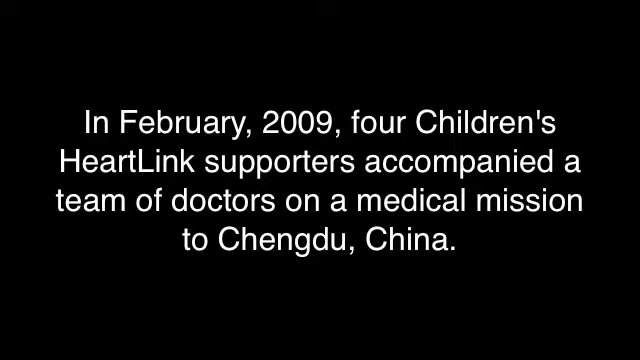 In February, 2009, four Children's
HeartLink supporters accompanied a
team of doctors on a medical mission
to Chengdu, China.